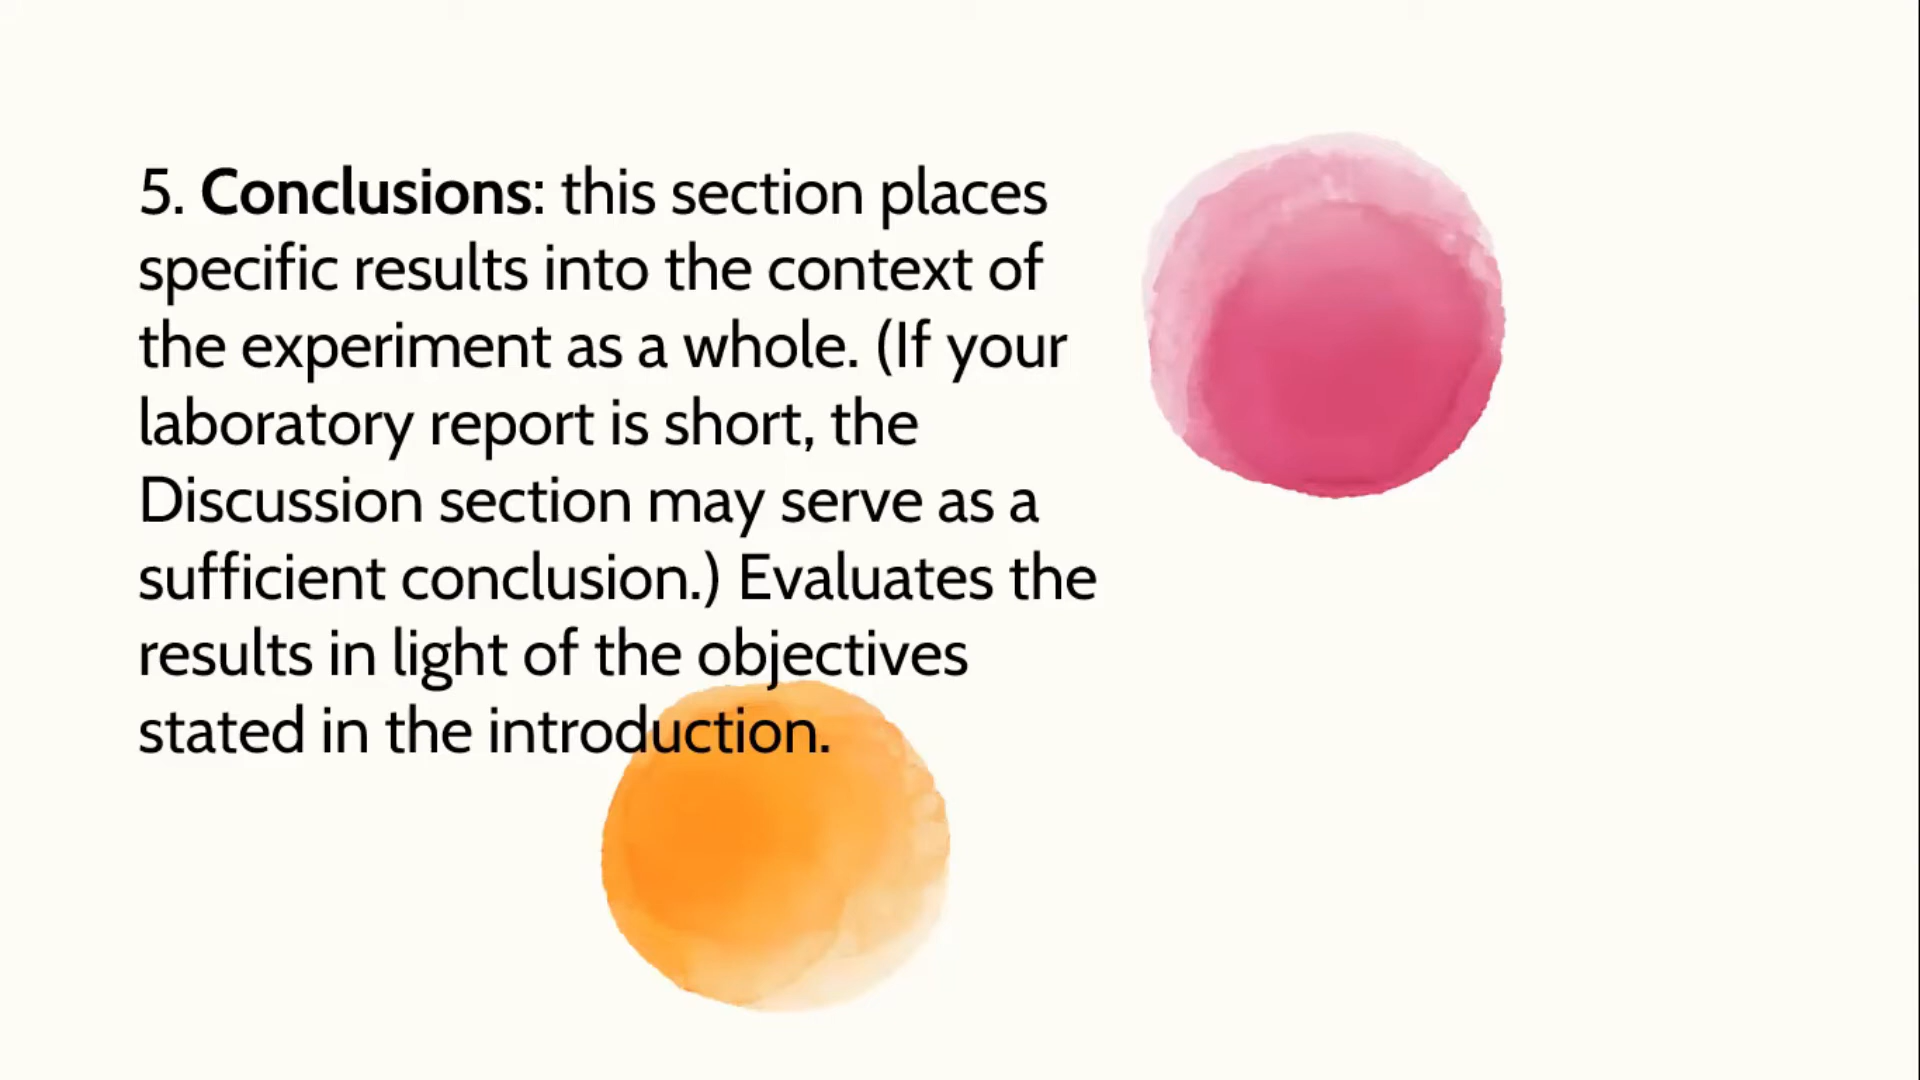 5. Conclusions: this section places
specific results into the context of
the experiment as a whole. (If your
laboratory report is short, the
Discussion section may serve as a
sufficient conclusion.) Evaluates the
results in light of the objectives
stated in the introduction.